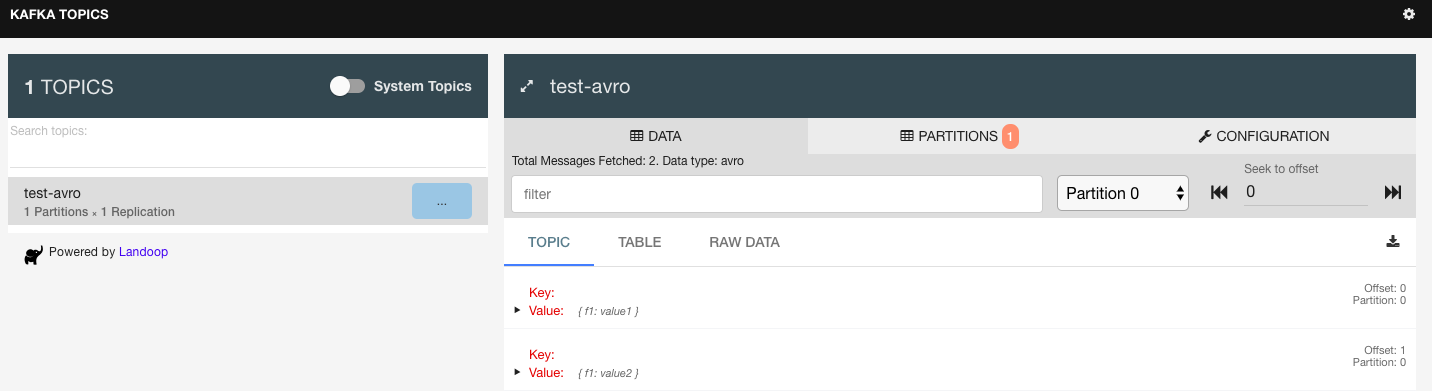 KAFKA TOPICS
1 TOPICS
System Topics
Search topics:
test-avro
...
1 Partitions × 1 Replication
Powered by Landoop
test-avro
DATA
PARTITIONS 1
CONFIGURATION
Total Messages Fetched: 2. Data type: avro
filter
Partition 0
Seek to offset
0
TOPIC
TABLE
RAW DATA
Key:
Value: { f1: value1 }
Offset: 0
Partition: 0
Key:
Value: { f1: value2 }
Offset: 1
Partition: 0